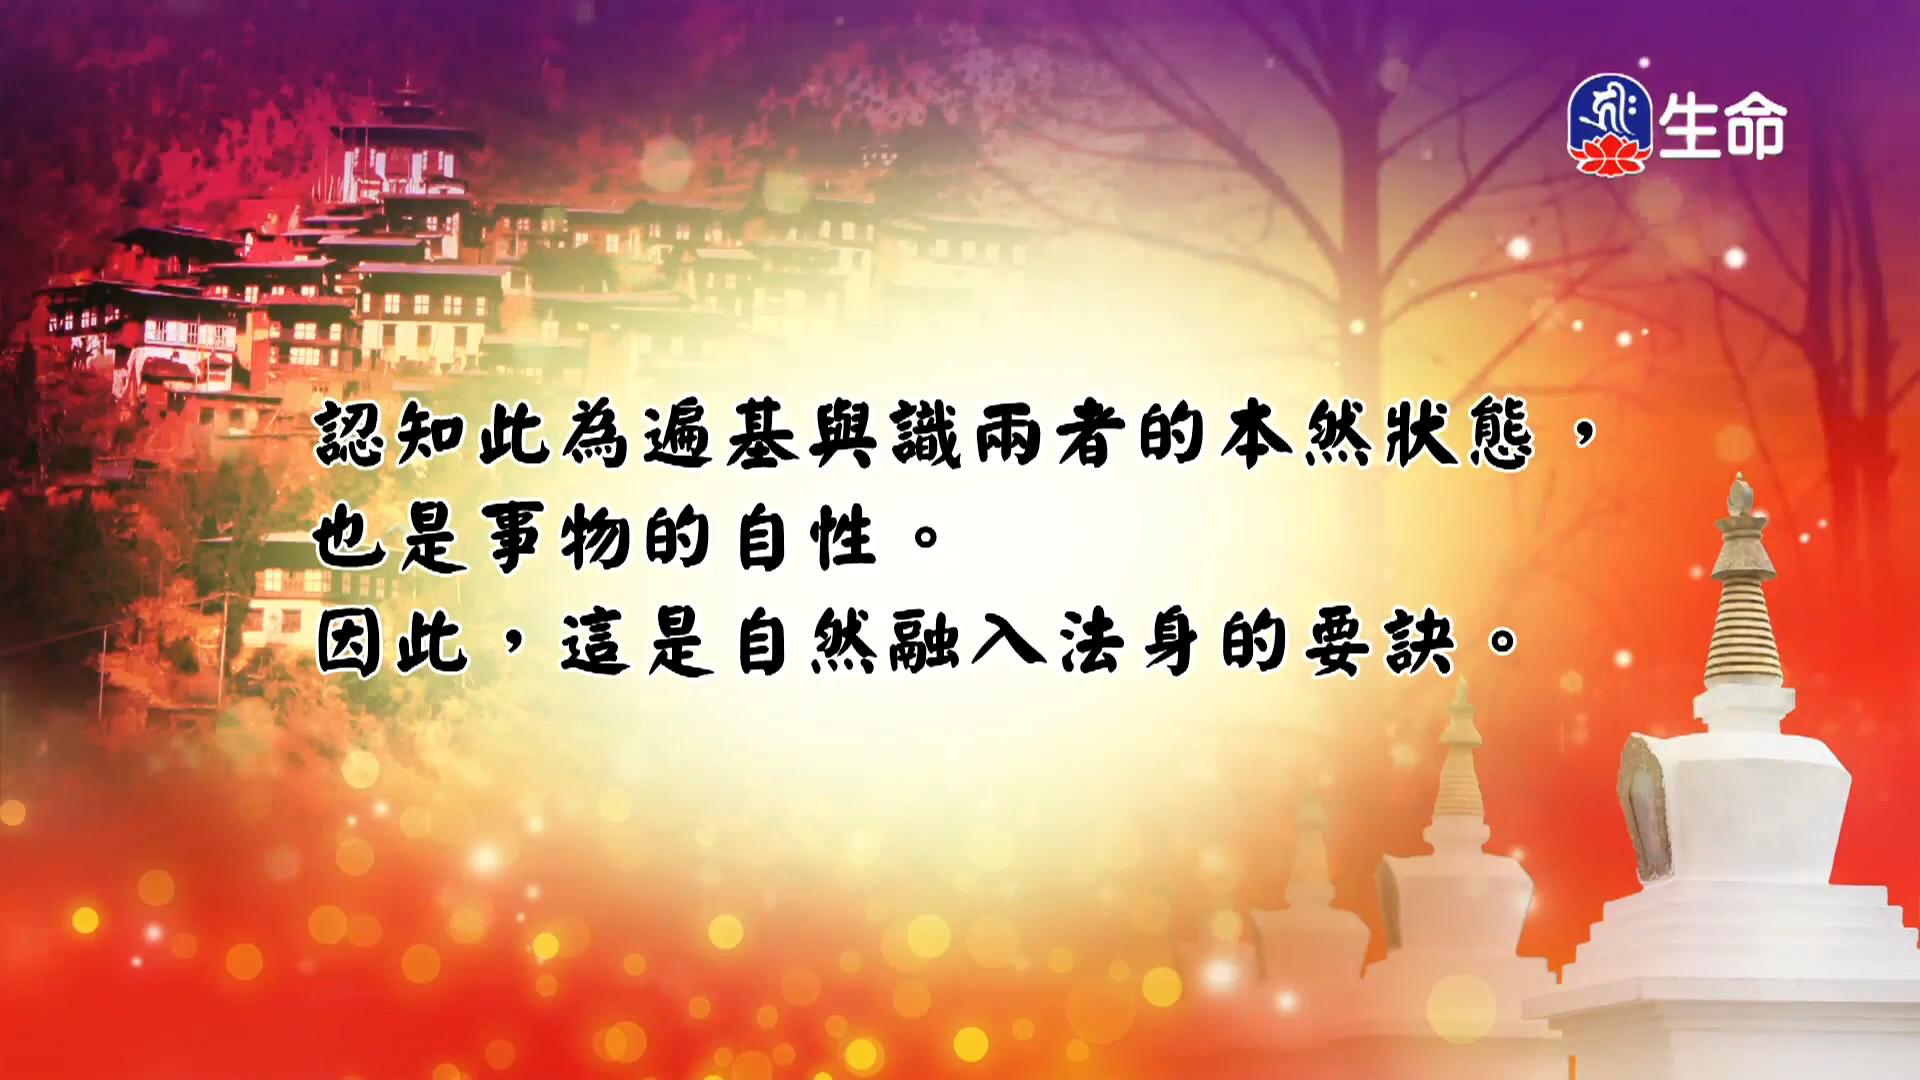 生命
認知此為遍基與識兩者的本然狀態，
也是事物的自性。
因此，這是自然融入法身的要訣。